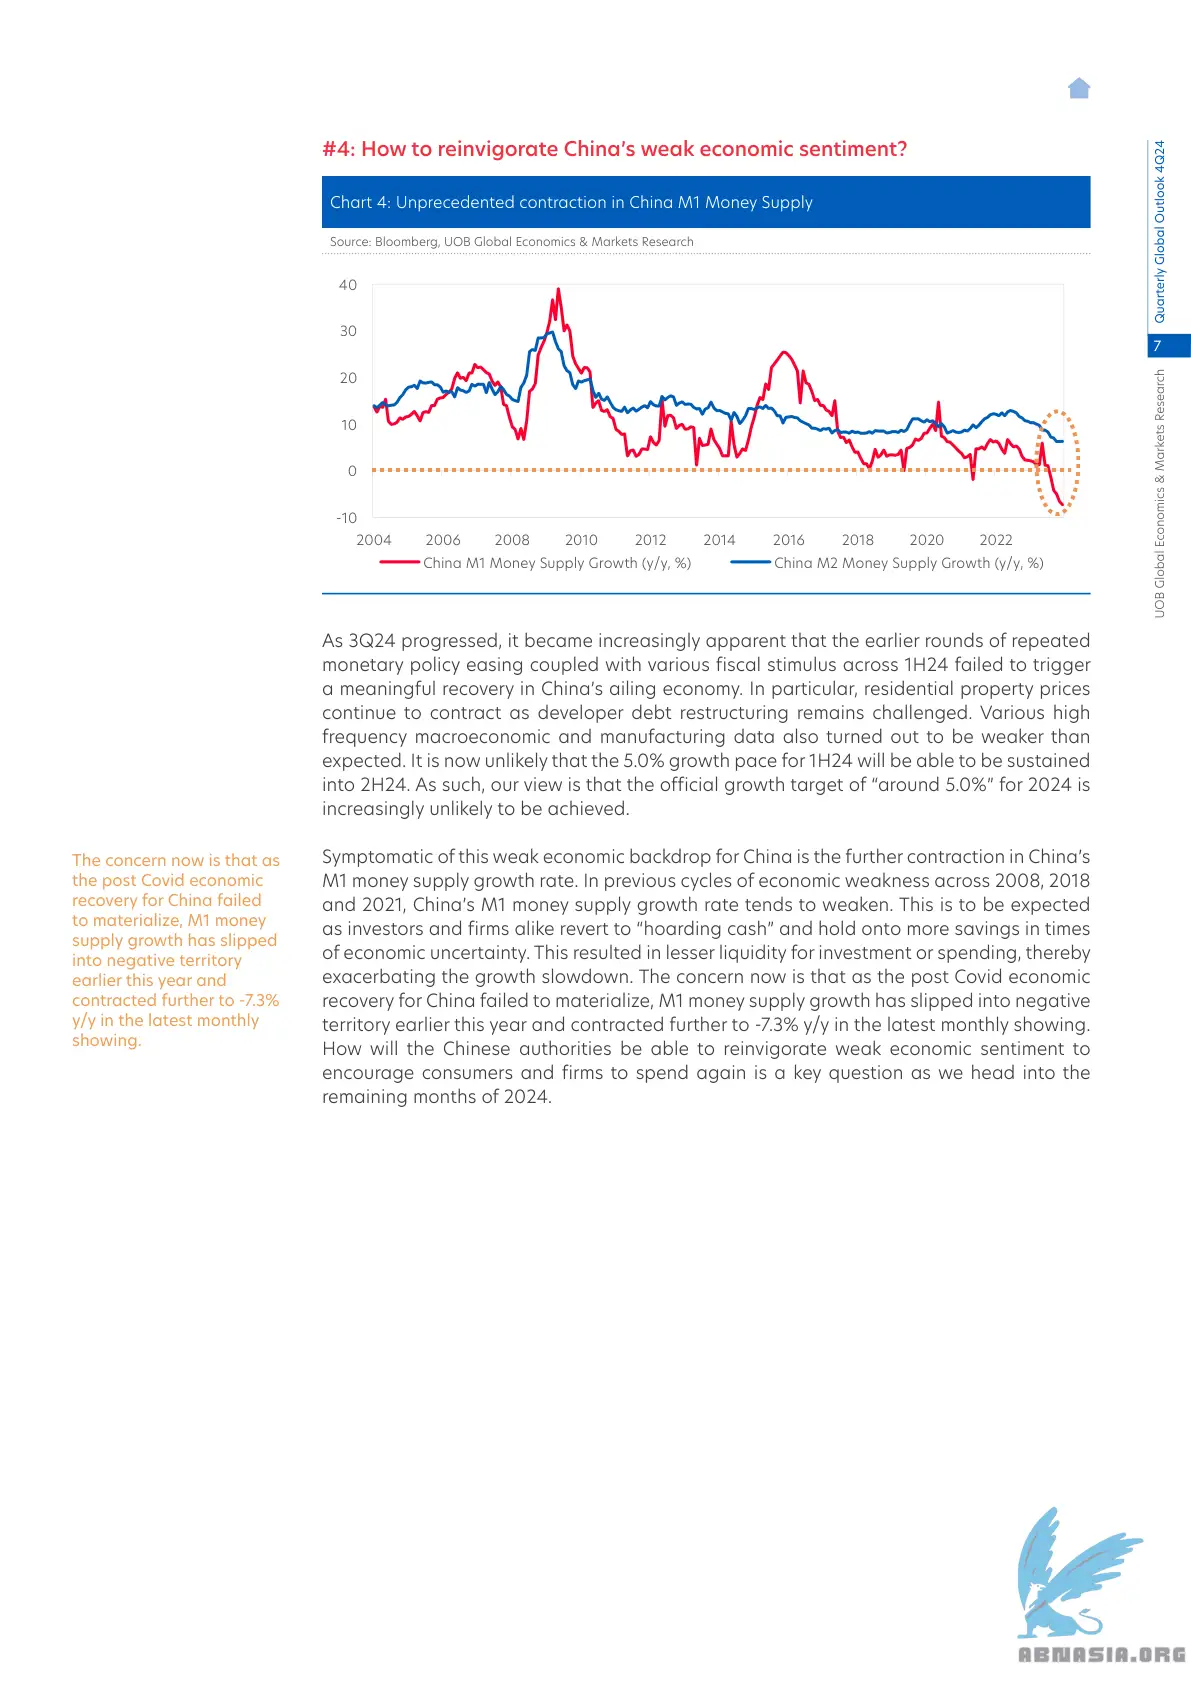 #4: How to reinvigorate China's weak economic sentiment?
Chart 4: Unprecedented contraction in China M1 Money Supply
Source: Bloomberg, UOB Global Economics & Markets Research
40
30
20
10
0
-10
2004 2006 2008 2010 2012 2014 2016 2018 2020 2022
China M1 Money Supply Growth (y/y, %) China M2 Money Supply Growth (y/y, %)
As 3Q24 progressed, it became increasingly apparent that the earlier rounds of repeated
monetary policy easing coupled with various fiscal stimulus across 1H24 failed to trigger
a meaningful recovery in China's ailing economy. In particular, residential property prices
continue to contract as developer debt restructuring remains challenged. Various high
frequency macroeconomic and manufacturing data also turned out to be weaker than
expected. It is now unlikely that the 5.0% growth pace for 1H24 will be able to be sustained
into 2H24. As such, our view is that the official growth target of “around 5.0%” for 2024 is
increasingly unlikely to be achieved.
The concern now is that as
the post Covid economic
recovery for China failed
to materialize, M1 money
supply growth has slipped
into negative territory
earlier this year and
contracted further to -7.3%
y/y in the latest monthly
showing.
Symptomatic of this weak economic backdrop for China is the further contraction in China's
M1 money supply growth rate. In previous cycles of economic weakness across 2008, 2018
and 2021, China's M1 money supply growth rate tends to weaken. This is to be expected
as investors and firms alike revert to “hoarding cash” and hold onto more savings in times
of economic uncertainty. This resulted in lesser liquidity for investment or spending, thereby
exacerbating the growth slowdown. The concern now is that as the post Covid economic
recovery for China failed to materialize, M1 money supply growth has slipped into negative
territory earlier this year and contracted further to -7.3% y/y in the latest monthly showing.
How will the Chinese authorities be able to reinvigorate weak economic sentiment to
encourage consumers and firms to spend again is a key question as we head into the
remaining months of 2024.
Quarterly Global Outlook 4Q24
7
UOB Global Economics & Markets Research
ABNASIA.ORG